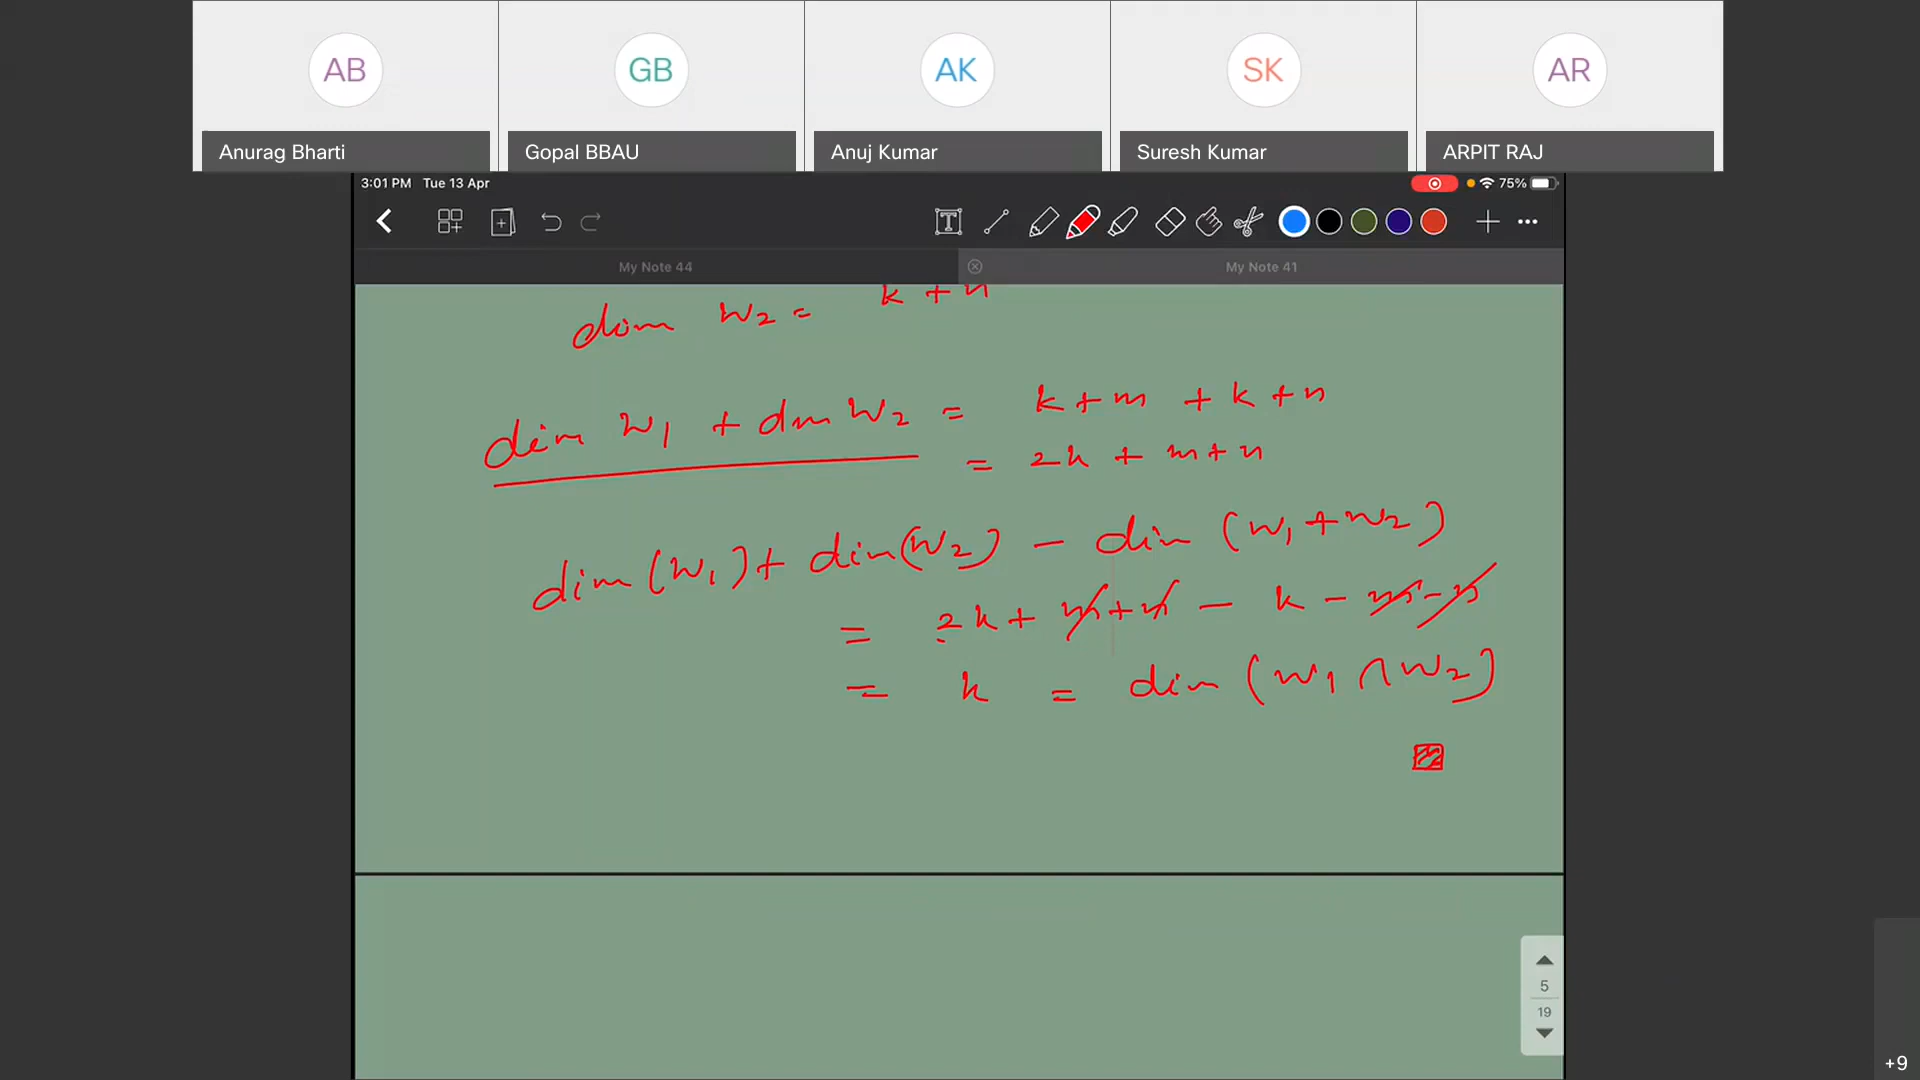 AB GB AK SK AR
Anurag Bharti Gopal BBAU Anuj Kumar Suresh Kumar ARPIT RAJ
3:01 PM Tue 13 Apr 75%
My Note 44 My Note 41
dim W₂ = k + n
dim W₁ + dim W₂ = k + m + k + n
= 2k + m + n
dim (W₁) + dim (W₂) - dim (W₁ + W₂)
= 2k + m + n - k - m - n
= k = dim (W₁ ∩ W₂)
5
19
+9